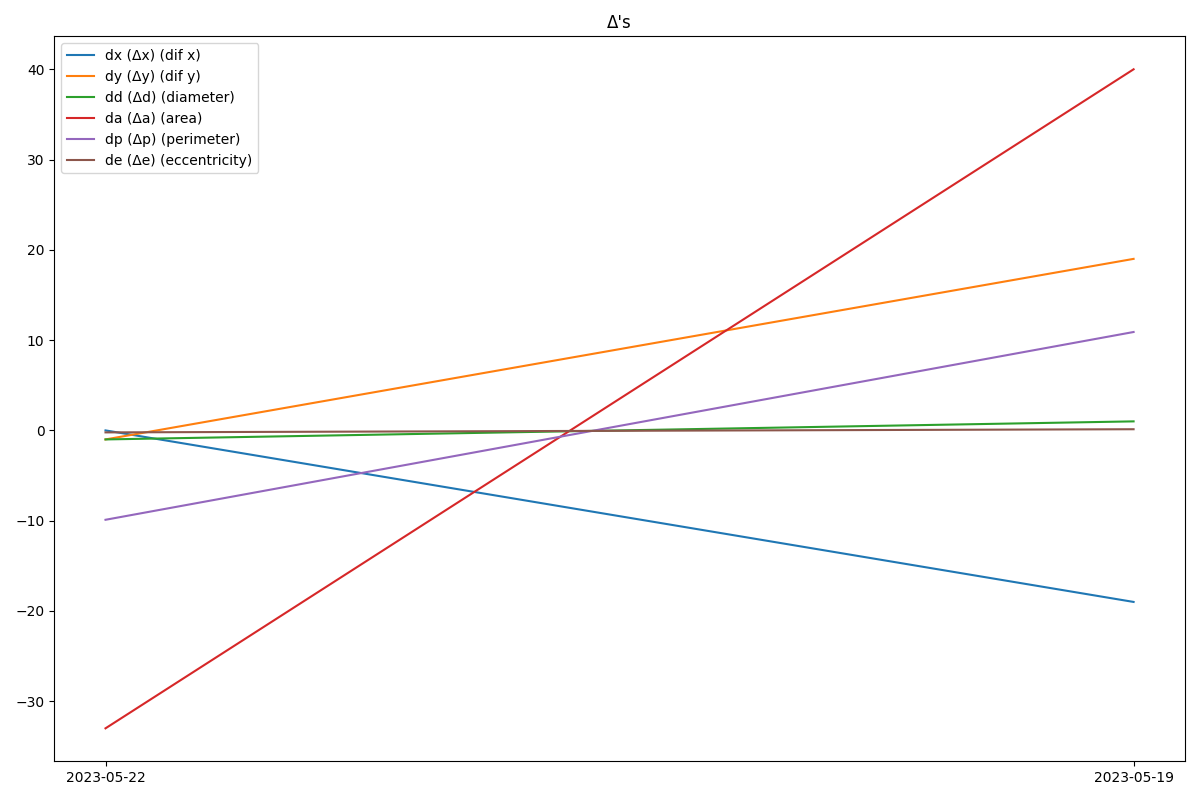 Δ's
dx (Δx) (dif x)
dy (Δy) (dif y)
dd (Δd) (diameter)
da (Δa) (area)
dp (Δp) (perimeter)
de (Δe) (eccentricity)
40
30
20
10
0
−10
−20
−30
2023-05-22 2023-05-19